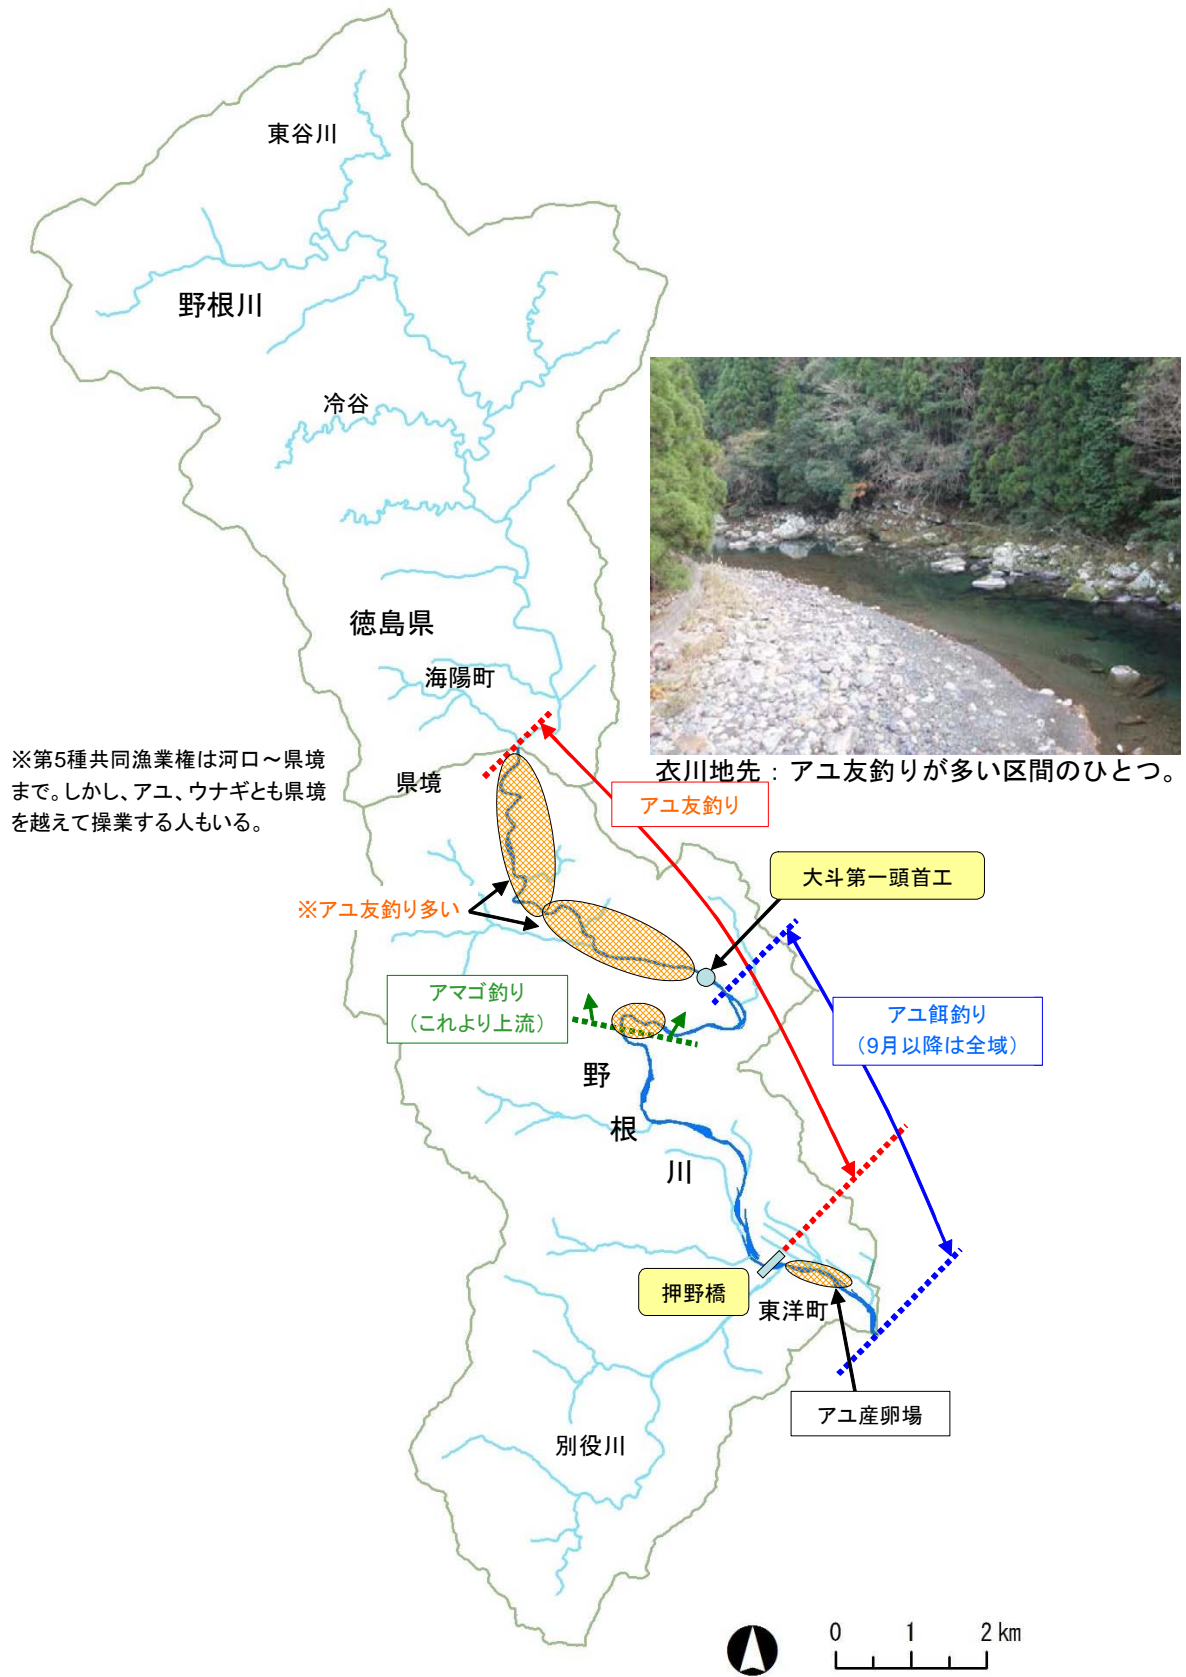 東谷川
野根川
冷谷
徳島県
海陽町
※第5種共同漁業権は河口～県境
まで。しかし、アユ、ウナギとも県境
を越えて操業する人もいる。
県境
衣川地先：アユ友釣りが多い区間のひとつ。
アユ友釣り
大斗第一頭首工
※アユ友釣り多い
アマゴ釣り
（これより上流）
アユ餌釣り
（9月以降は全域）
野
根
川
押野橋
東洋町
アユ産卵場
別役川
0 1 2 km